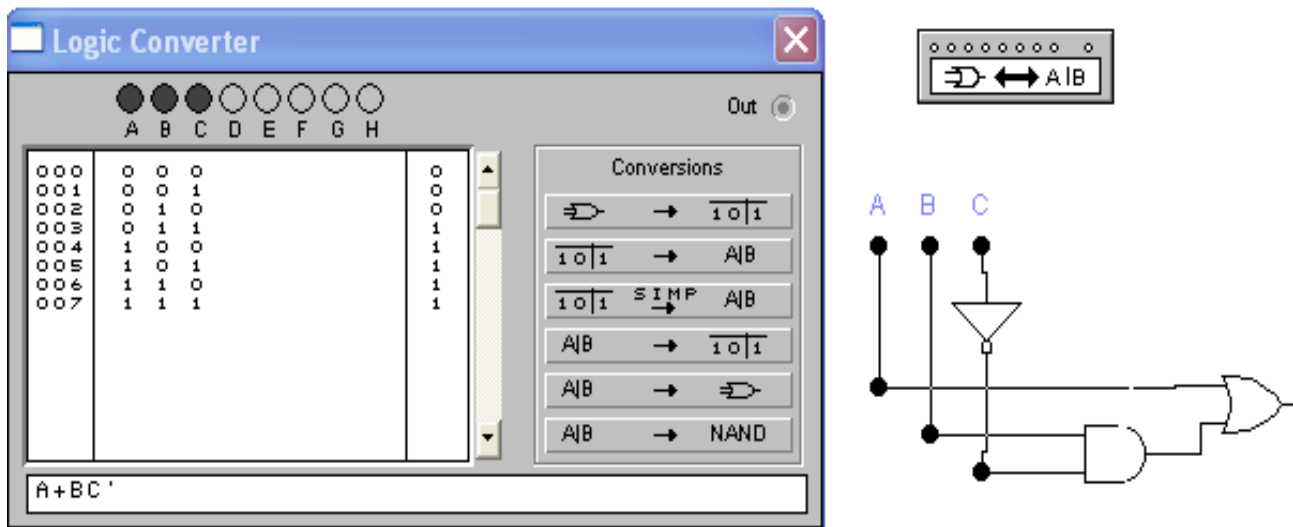 Logic Converter
A B C D E F G H
Out
000 0 0 0 0
001 0 0 1 0
002 0 1 0 0
003 0 1 1 1
004 1 0 0 1
005 1 0 1 1
006 1 1 0 1
007 1 1 1 1
Conversions
→ 1 0|1
1 0|1 → A|B
1 0|1 SIMP → A|B
A|B → 1 0|1
A|B →
A|B → NAND
A+BC'
A|B
A B C